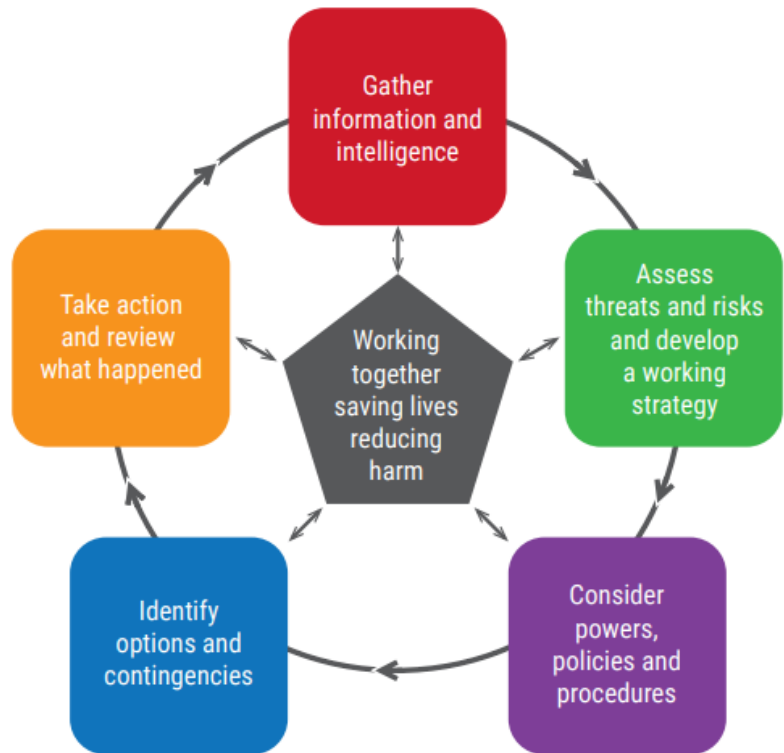 Gather
information and
intelligence
Assess
threats and risks
and develop
a working
strategy
Consider
powers,
policies and
procedures
Identify
options and
contingencies
Take action
and review
what happened
Working
together
saving lives
reducing
harm